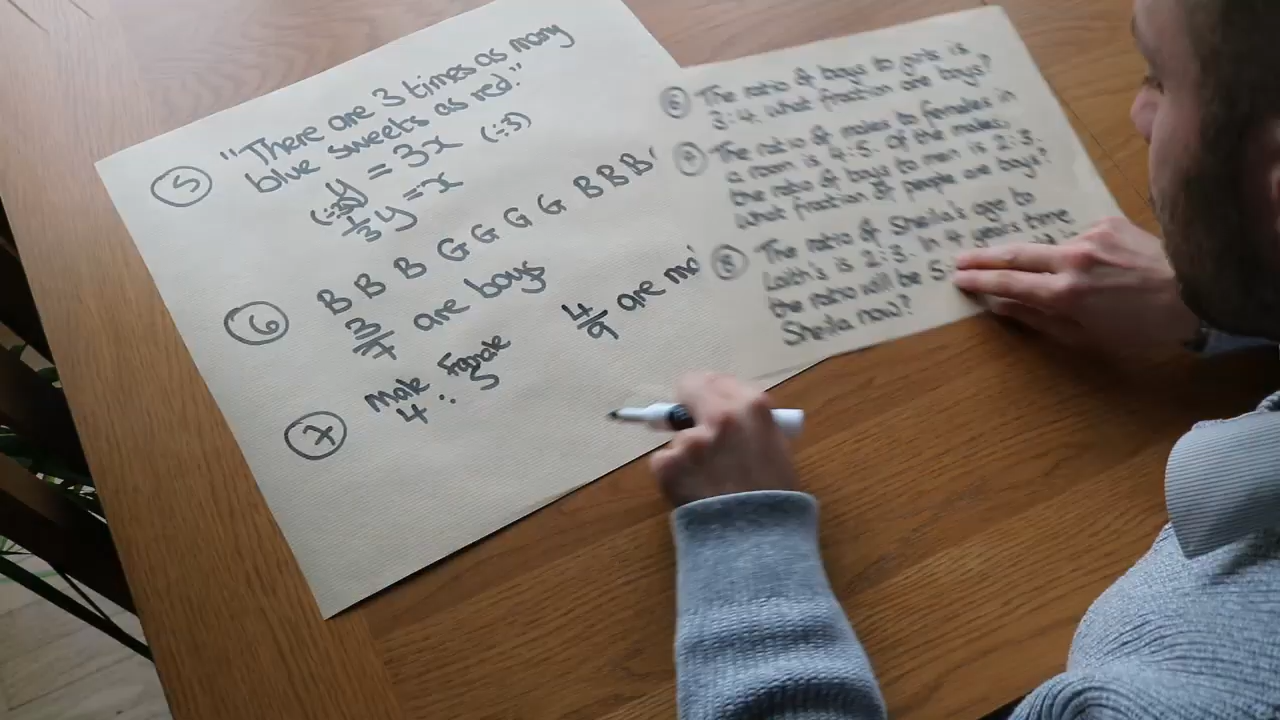 5 "There are 3 times as many
blue sweets as red."
y = 3x (÷3)
(÷3) 1/3 y = x
6 B B B G G G G B B B
3/7 are boys
7 Male Female
4 : 5
4/9 are
6 The ratio of boys to girls is
3:4. What fraction are boys?
7 The ratio of males to females in
a room is 4:5. Of the males,
the ratio of boys to men is 2:3.
What fraction of people are boys?
8 The ratio of Sheila's age to
Laith's is 2:3. In 4 years time
the ratio will be 5:
Sheila now?